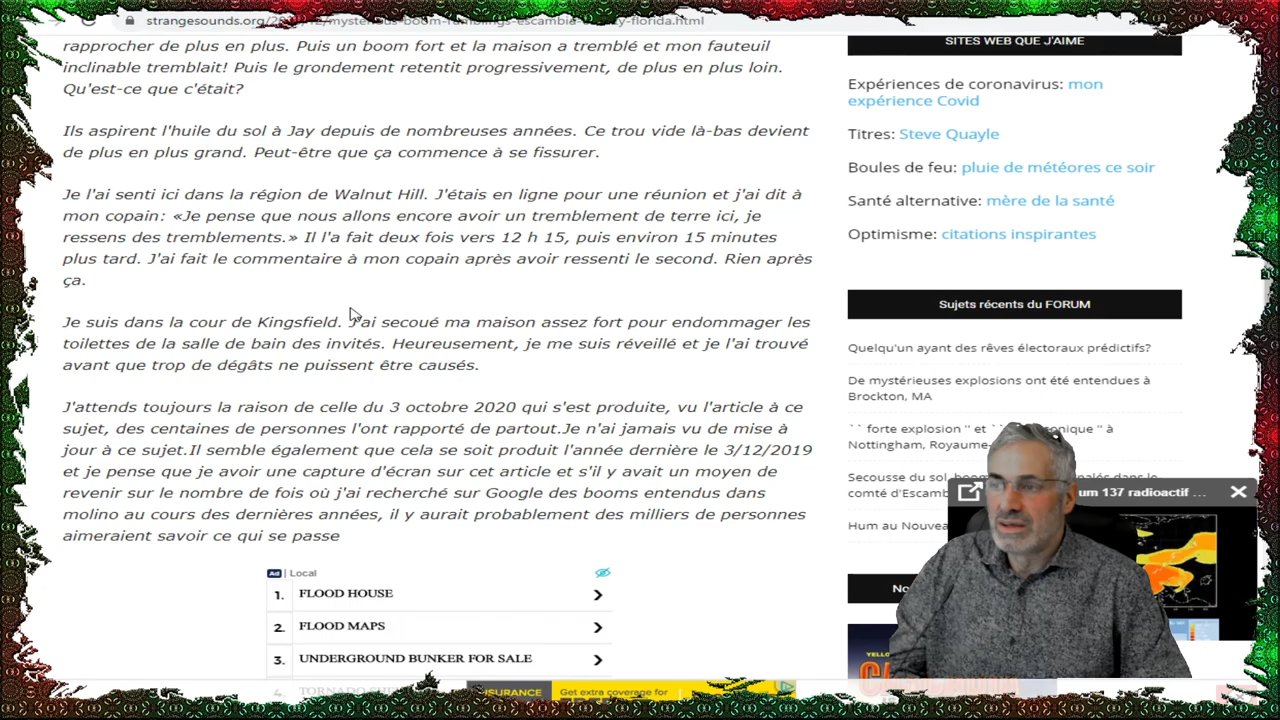 strangesounds.org/
florida.html
rapprocher de plus en plus. Puis un boom fort et la maison a tremblé et mon fauteuil
inclinable tremblait! Puis le grondement retentit progressivement, de plus en plus loin.
Qu'est-ce que c'était?
Ils aspirent l'huile du sol à Jay depuis de nombreuses années. Ce trou vide là-bas devient
de plus en plus grand. Peut-être que ça commence à se fissurer.
Je l'ai senti ici dans la région de Walnut Hill. J'étais en ligne pour une réunion et j'ai dit à
mon copain: «Je pense que nous allons encore avoir un tremblement de terre ici, je
ressens des tremblements.» Il l'a fait deux fois vers 12 h 15, puis environ 15 minutes
plus tard. J'ai fait le commentaire à mon copain après avoir ressenti le second. Rien après
ça.
Je suis dans la cour de Kingsfield. J'ai secoué ma maison assez fort pour endommager les
toilettes de la salle de bain des invités. Heureusement, je me suis réveillé et je l'ai trouvé
avant que trop de dégâts ne puissent être causés.
J'attends toujours la raison de celle du 3 octobre 2020 qui s'est produite, vu l'article à ce
sujet, des centaines de personnes l'ont rapporté de partout.Je n'ai jamais vu de mise à
jour à ce sujet.Il semble également que cela se soit produit l'année dernière le 3/12/2019
et je pense que je avoir une capture d'écran sur cet article et s'il y avait un moyen de
revenir sur le nombre de fois où j'ai recherché sur Google des booms entendus dans
molino au cours des dernières années, il y aurait probablement des milliers de personnes
aimeraient savoir ce qui se passe
Ad | Local
1. FLOOD HOUSE
2. FLOOD MAPS
3. UNDERGROUND BUNKER FOR SALE
4. TORNADO
INSURANCE Get extra coverage for
SITES WEB QUE J'AIME
Expériences de coronavirus: mon
expérience Covid
Titres: Steve Quayle
Boules de feu: pluie de météores ce soir
Santé alternative: mère de la santé
Optimisme: citations inspirantes
Sujets récents du FORUM
Quelqu'un ayant des rêves électoraux prédictifs?
De mystérieuses explosions ont été entendues à
Brockton, MA
`` forte explosion '' et `` onique '' à
Nottingham, Royaume-
Secousse du sol, boom alés dans le
comté d'Escamb
Hum au Nouvea
um 137 radioactif ...
No